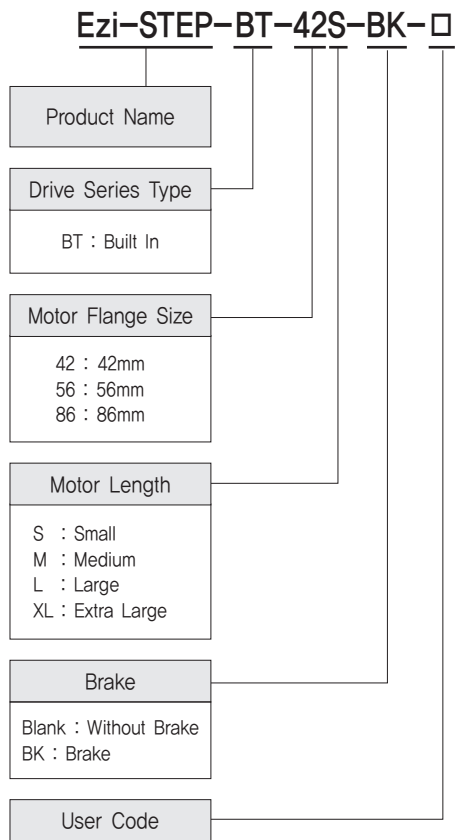 Ezi-STEP-BT-42S-BK-□
Product Name
Drive Series Type
BT : Built In
Motor Flange Size
42 : 42mm
56 : 56mm
86 : 86mm
Motor Length
S : Small
M : Medium
L : Large
XL : Extra Large
Brake
Blank : Without Brake
BK : Brake
User Code